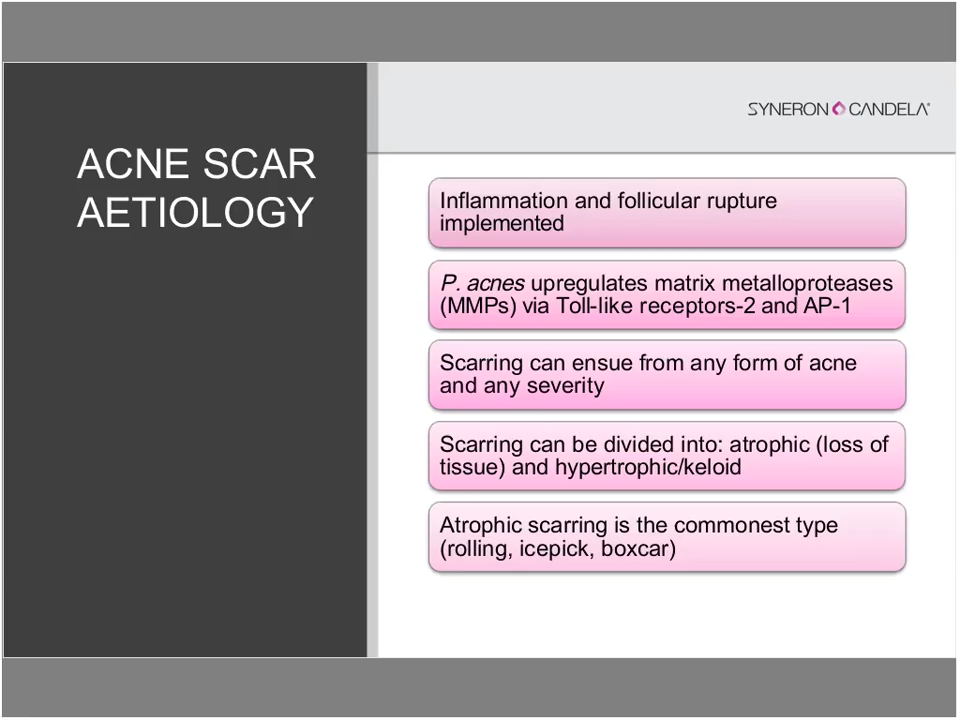 ACNE SCAR
AETIOLOGY
SYNERON CANDELA®
Inflammation and follicular rupture
implemented
P. acnes upregulates matrix metalloproteases
(MMPs) via Toll-like receptors-2 and AP-1
Scarring can ensue from any form of acne
and any severity
Scarring can be divided into: atrophic (loss of
tissue) and hypertrophic/keloid
Atrophic scarring is the commonest type
(rolling, icepick, boxcar)